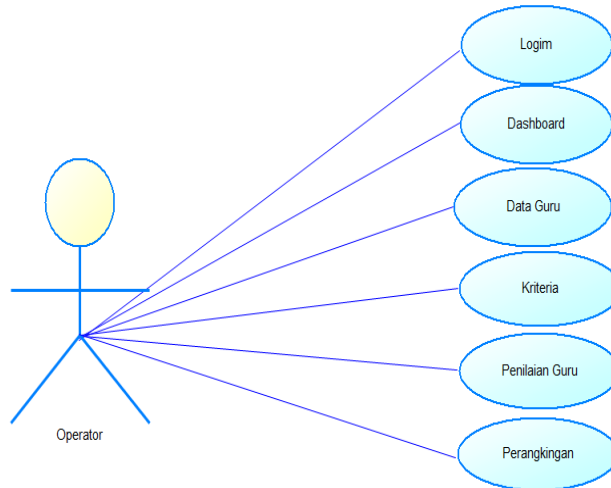 Logim
Dashboard
Data Guru
Kriteria
Penilaian Guru
Perangkingan
Operator